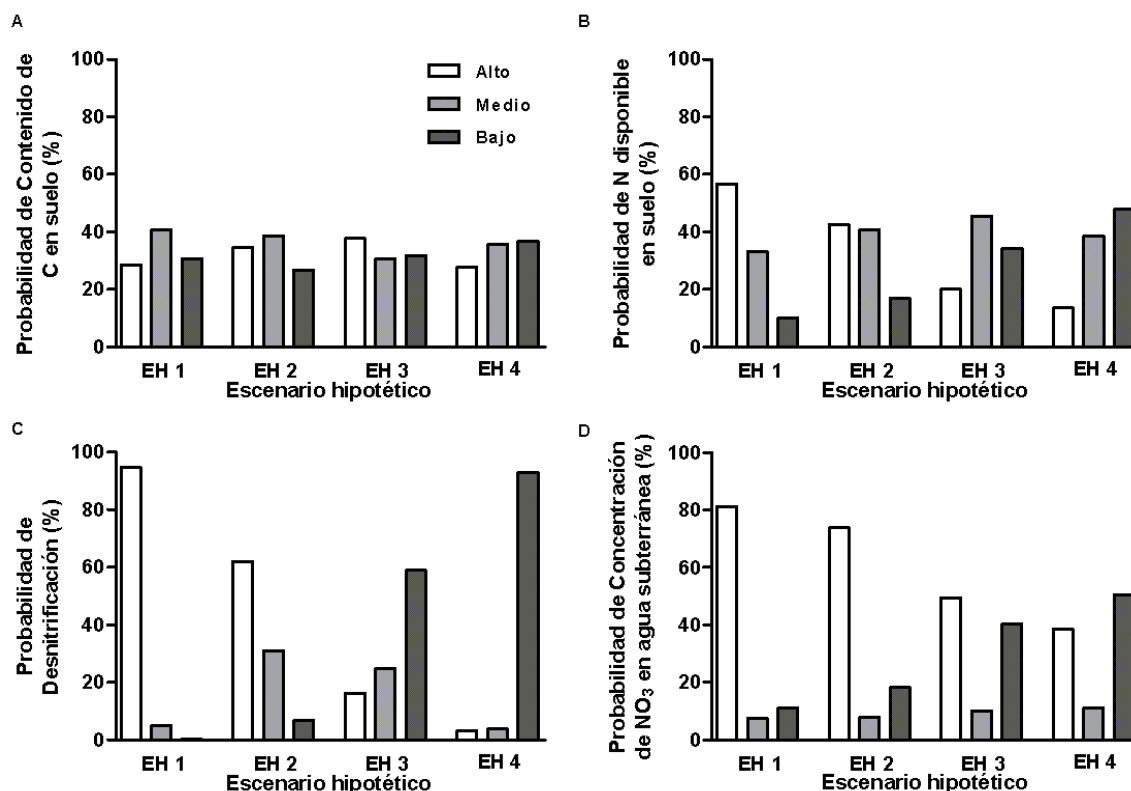 A
Probabilidad de Contenido de
C en suelo (%)
100
80
60
40
20
0
Alto
Medio
Bajo
EH 1
EH 2
EH 3
EH 4
Escenario hipotético
B
Probabilidad de N disponible
en suelo (%)
100
80
60
40
20
0
EH 1
EH 2
EH 3
EH 4
Escenario hipotético
C
Probabilidad de
Desnitrificación (%)
100
80
60
40
20
0
EH 1
EH 2
EH 3
EH 4
Escenario hipotético
D
Probabilidad de Concentración
de NO₃ en agua subterránea (%)
100
80
60
40
20
0
EH 1
EH 2
EH 3
EH 4
Escenario hipotético